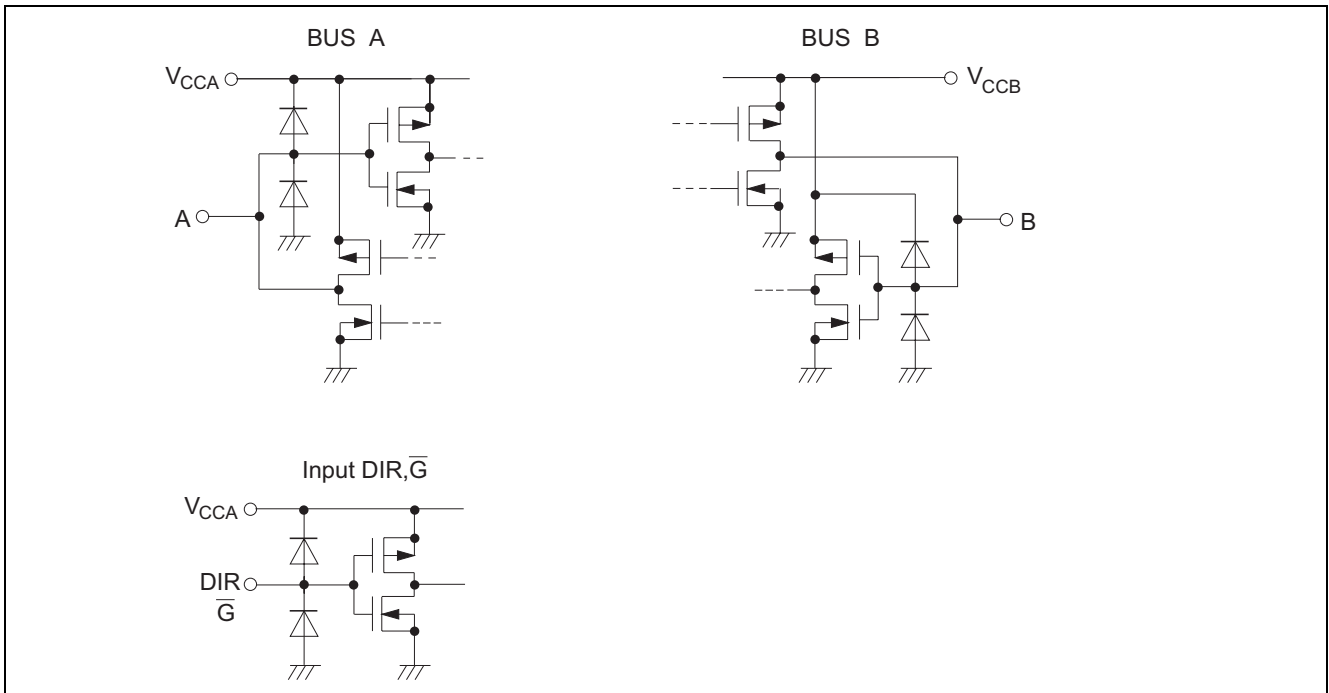 BUS A
BUS B
VCCA
VCCB
A
B
Input DIR,G̅
VCCA
DIR
G̅